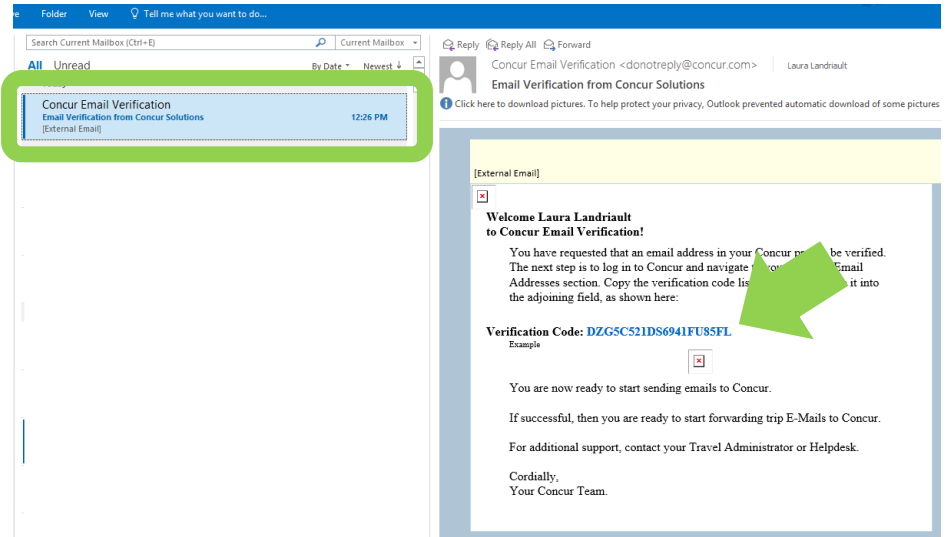 Folder View Tell me what you want to do...
Search Current Mailbox (Ctrl+E) Current Mailbox
All Unread By Date Newest
Concur Email Verification
Email Verification from Concur Solutions 12:26 PM
[External Email]
Reply Reply All Forward
Concur Email Verification <donotreply@concur.com> Laura Landriault
Email Verification from Concur Solutions
Click here to download pictures. To help protect your privacy, Outlook prevented automatic download of some pictures
[External Email]
Welcome Laura Landriault
to Concur Email Verification!
You have requested that an email address in your Concur be verified.
The next step is to log in to Concur and navigate Email
Addresses section. Copy the verification code it into
the adjoining field, as shown here:
Verification Code: DZG5C521DS6941FU85FL
Example
You are now ready to start sending emails to Concur.
If successful, then you are ready to start forwarding trip E-Mails to Concur.
For additional support, contact your Travel Administrator or Helpdesk.
Cordially,
Your Concur Team.